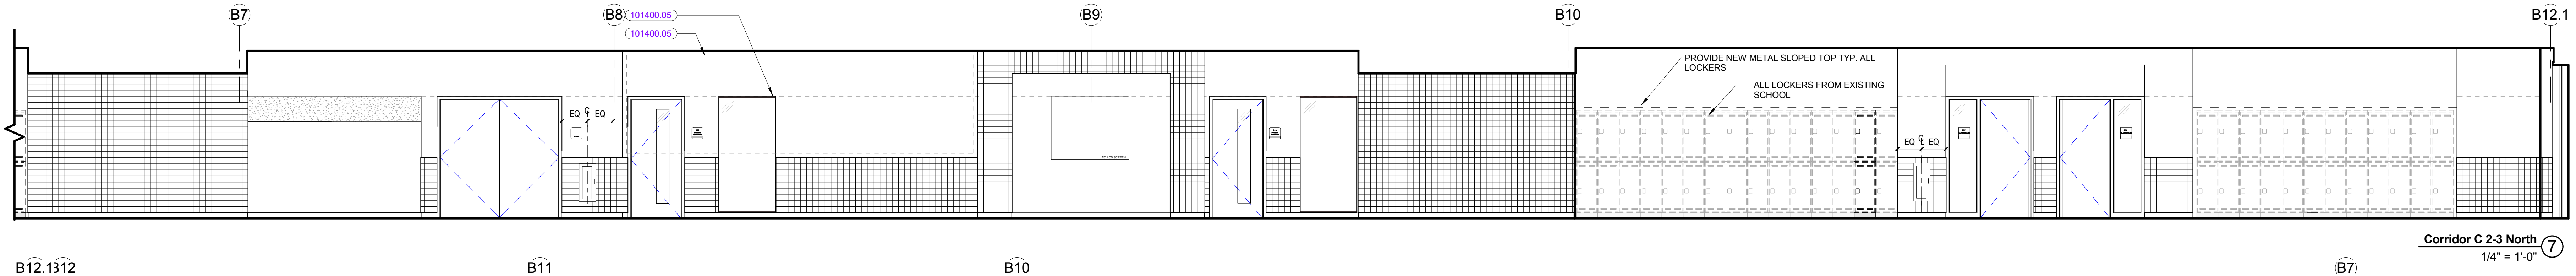 B7
B8
101400.05
101400.05
B9
B10
B12.1
PROVIDE NEW METAL SLOPED TOP TYP. ALL
LOCKERS
ALL LOCKERS FROM EXISTING
SCHOOL
EQ ℄ EQ
EQ ℄ EQ
Corridor C 2-3 North 7
1/4" = 1'-0"
B12.1
B12
B11
B10
B7